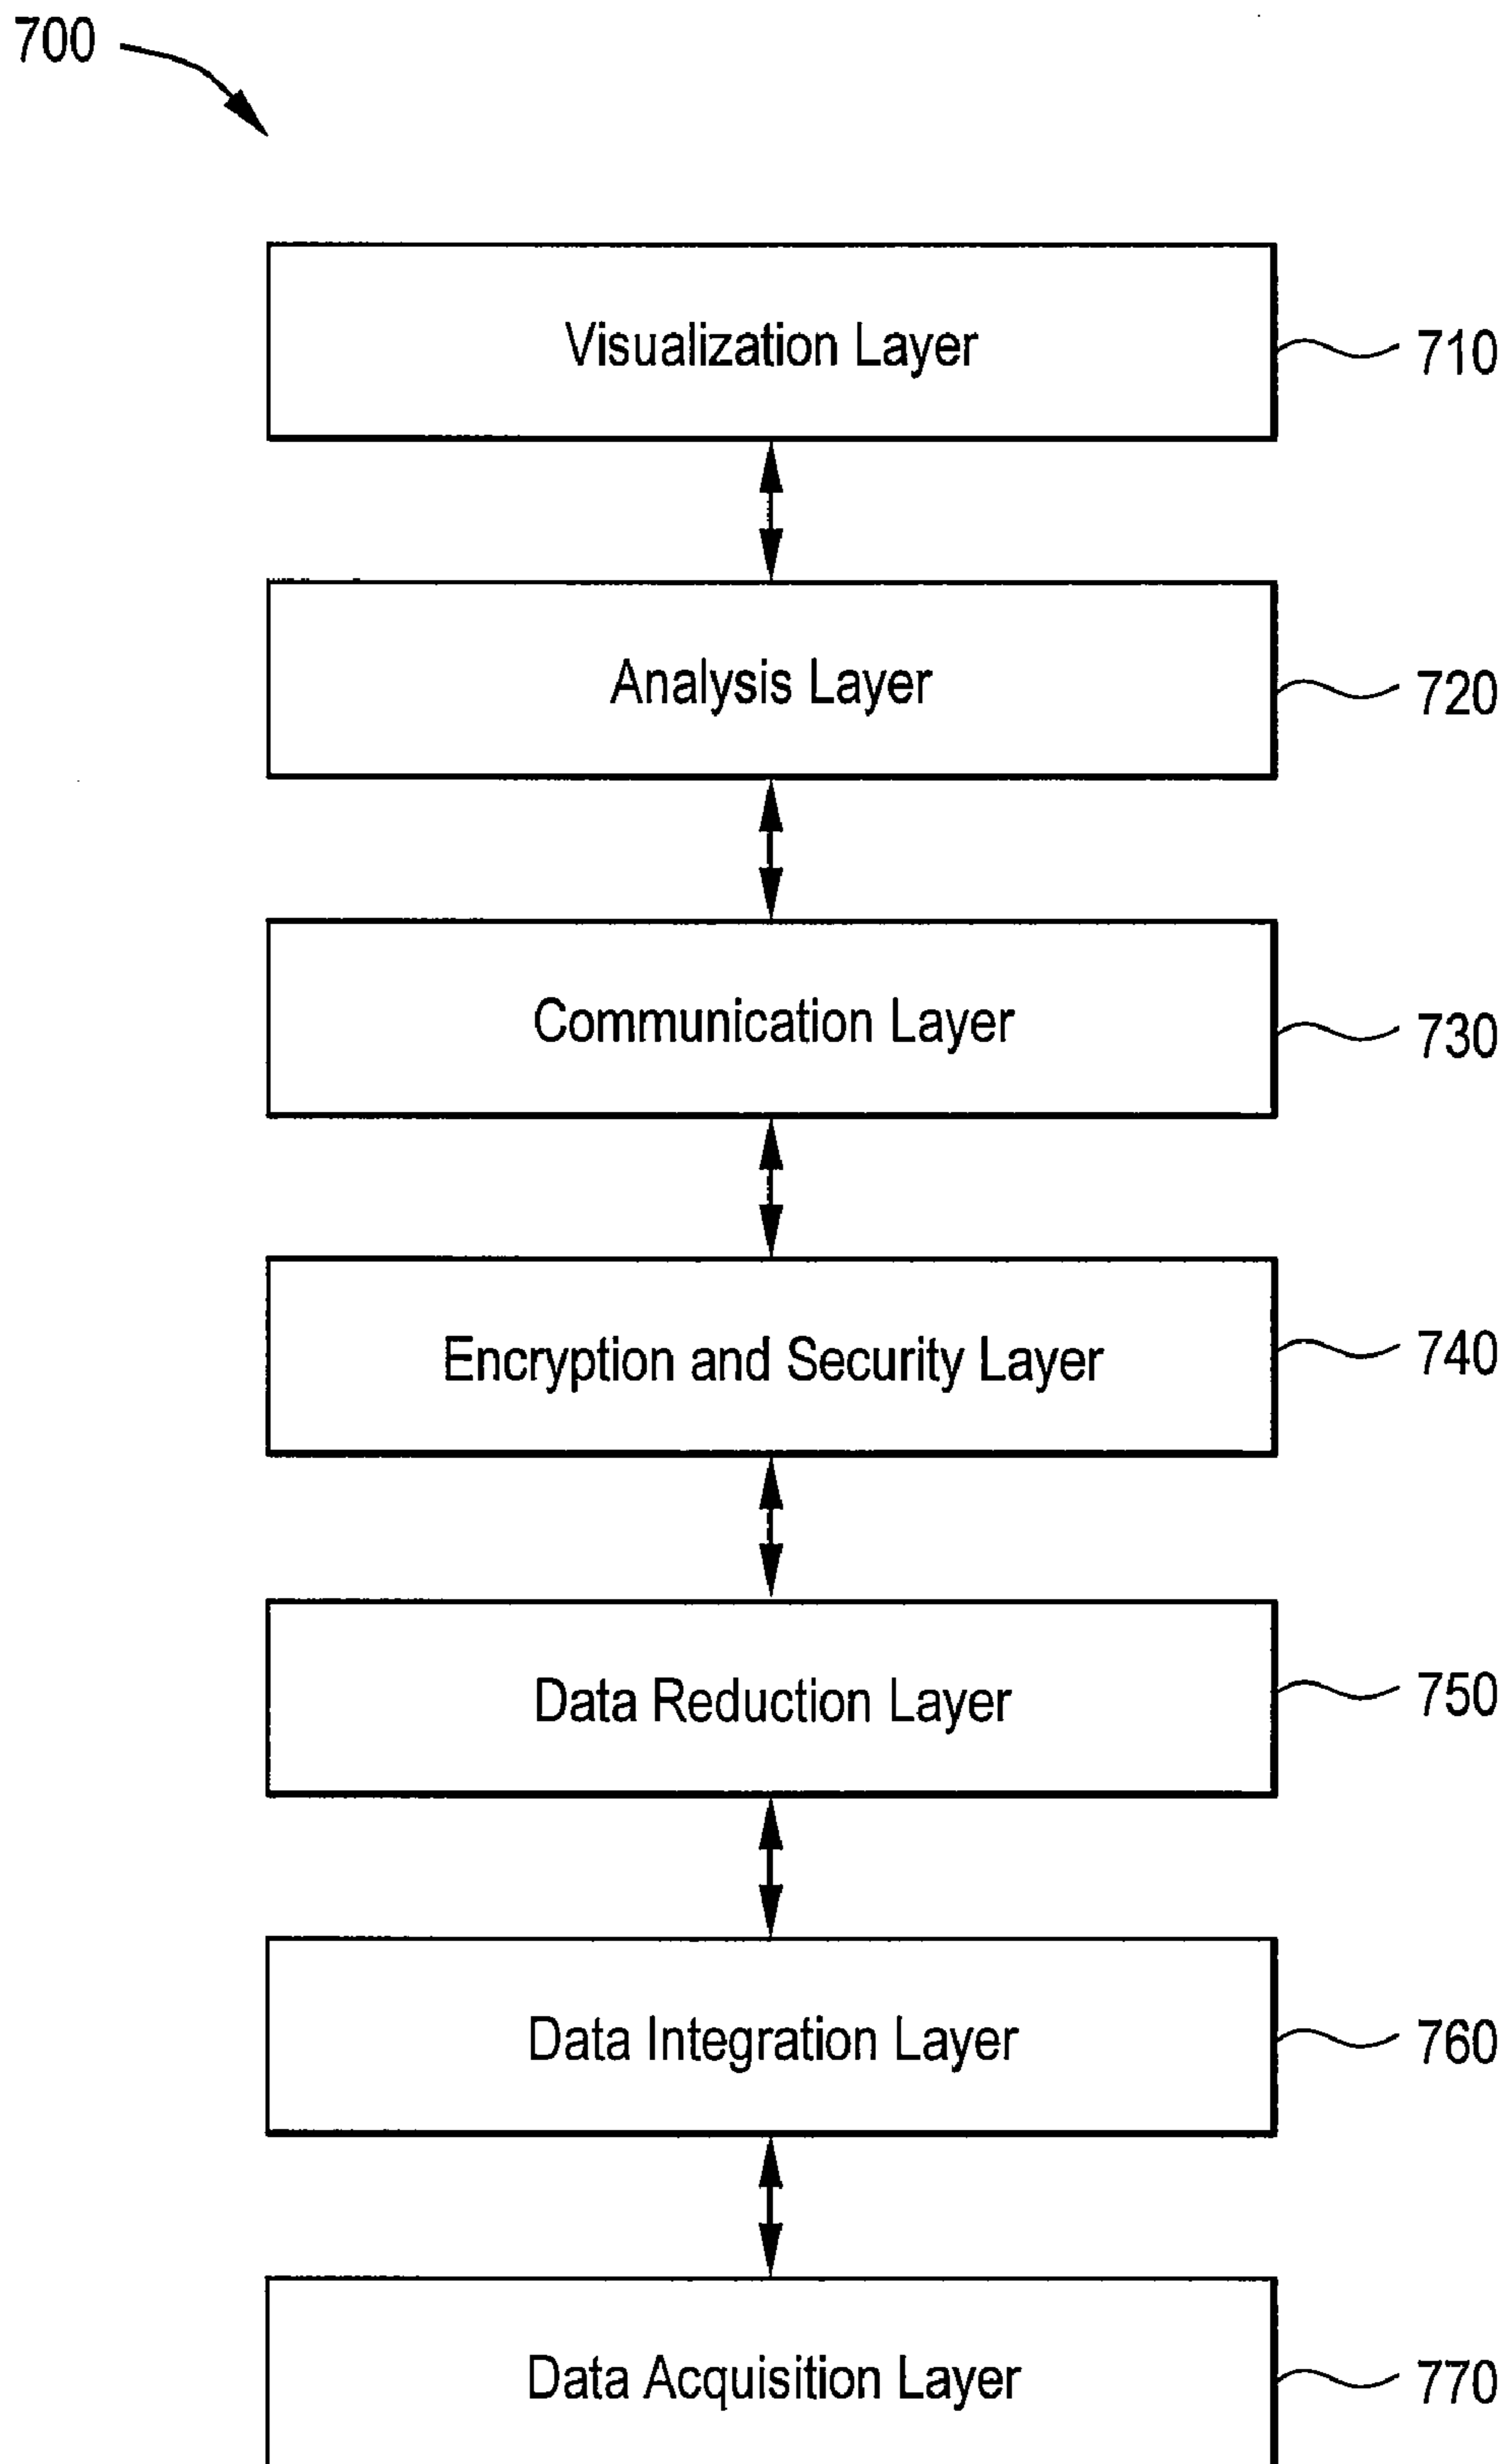 700
Visualization Layer 710
Analysis Layer 720
Communication Layer 730
Encryption and Security Layer 740
Data Reduction Layer 750
Data Integration Layer 760
Data Acquisition Layer 770